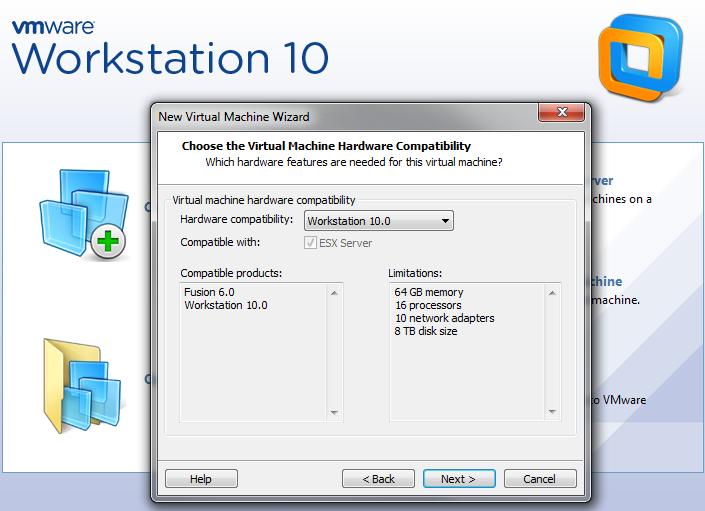 vmware
Workstation 10
New Virtual Machine Wizard
Choose the Virtual Machine Hardware Compatibility
Which hardware features are needed for this virtual machine?
Virtual machine hardware compatibility
Hardware compatibility: Workstation 10.0
Compatible with: ESX Server
Compatible products:
Fusion 6.0
Workstation 10.0
Limitations:
64 GB memory
16 processors
10 network adapters
8 TB disk size
Help
< Back
Next >
Cancel
on a
machine.
VMware